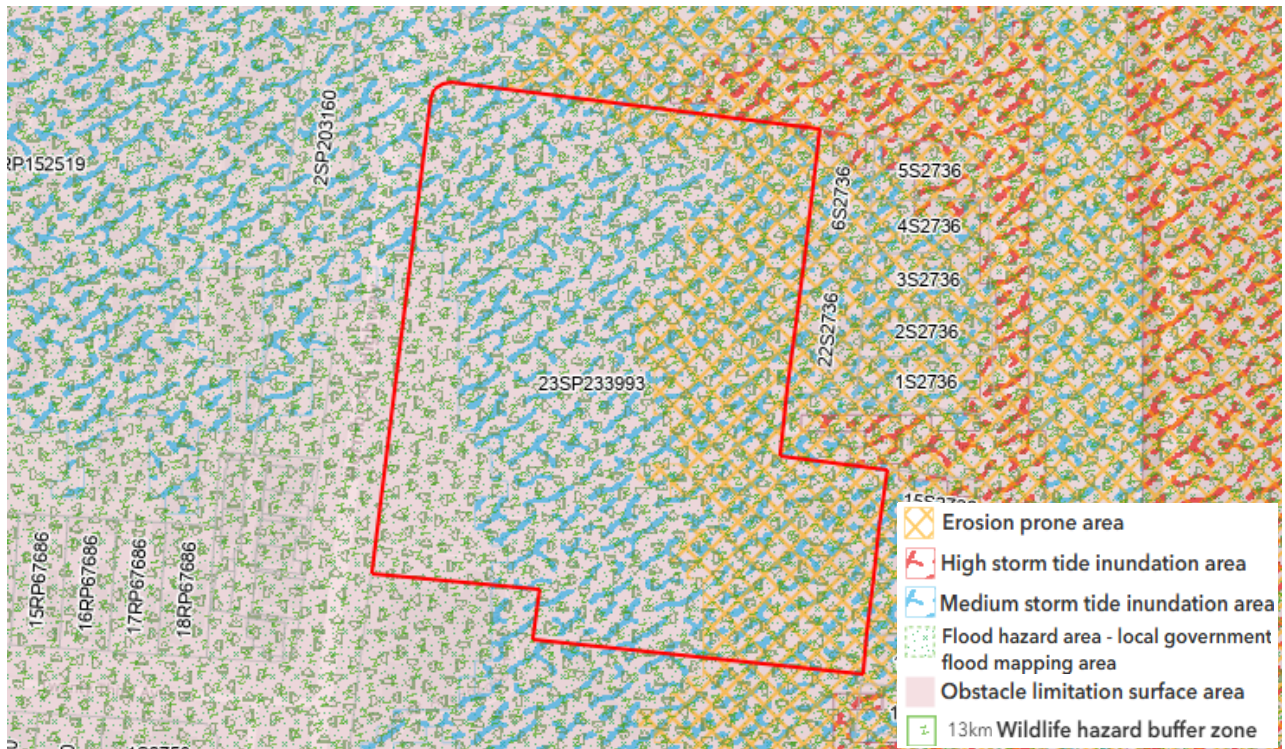 2SP203160
RP152519
6S2736
5S2736
4S2736
3S2736
22S2736
2S2736
1S2736
23SP233993
15RP67686
16RP67686
17RP67686
18RP67686
Erosion prone area
High storm tide inundation area
Medium storm tide inundation area
Flood hazard area - local government
flood mapping area
Obstacle limitation surface area
13km Wildlife hazard buffer zone